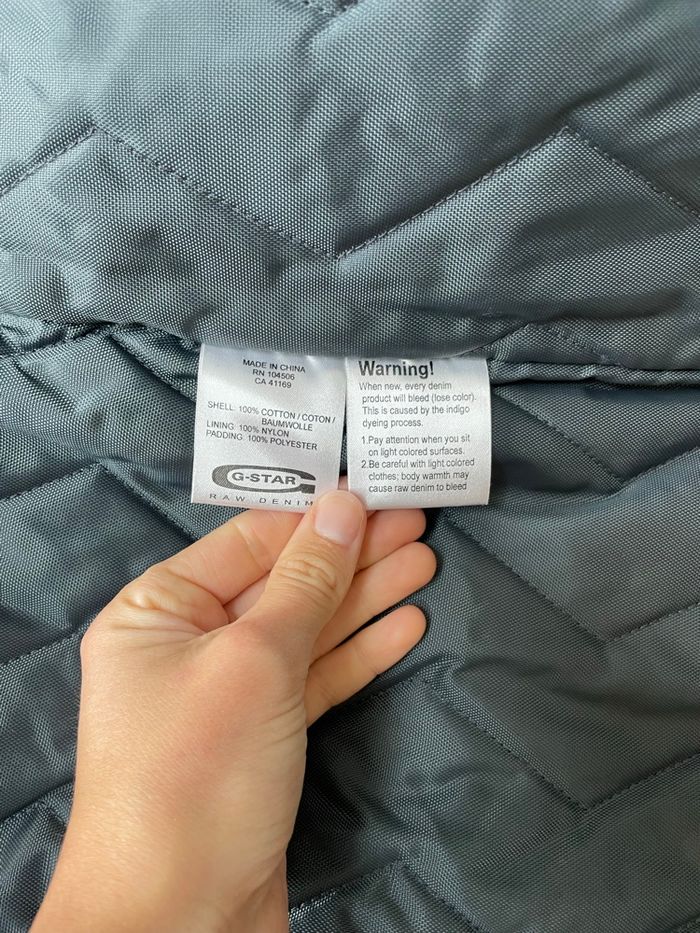 MADE IN CHINA
RN 104506
CA 41169
SHELL: 100% COTTON / COTON /
BAUMWOLLE
LINING: 100% NYLON
PADDING: 100% POLYESTER
G-STAR
RAW DENIM
Warning!
When new, every denim
product will bleed (lose color).
This is caused by the indigo
dyeing process.
1.Pay attention when you sit
on light colored surfaces.
2.Be careful with light colored
clothes; body warmth may
cause raw denim to bleed